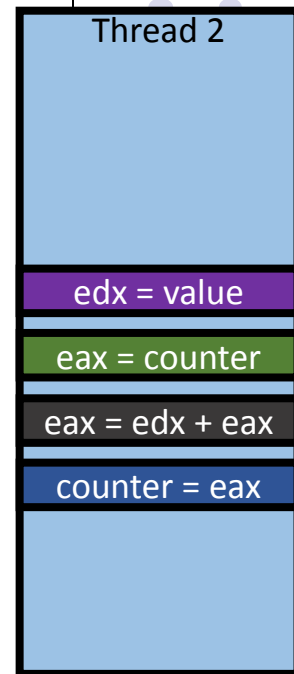 Thread 2
edx = value
eax = counter
eax = edx + eax
counter = eax